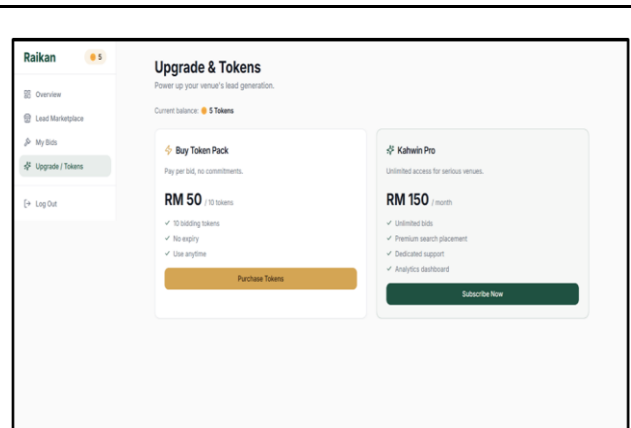 Raikan
5
Overview
Lead Marketplace
My Bids
Upgrade / Tokens
Log Out
Upgrade & Tokens
Power up your venue's lead generation.
Current balance: 5 Tokens
Buy Token Pack
Pay per bid, no commitments.
RM 50 / 10 tokens
10 bidding tokens
No expiry
Use anytime
Purchase Tokens
Kahwin Pro
Unlimited access for serious venues.
RM 150 / month
Unlimited bids
Premium search placement
Dedicated support
Analytics dashboard
Subscribe Now